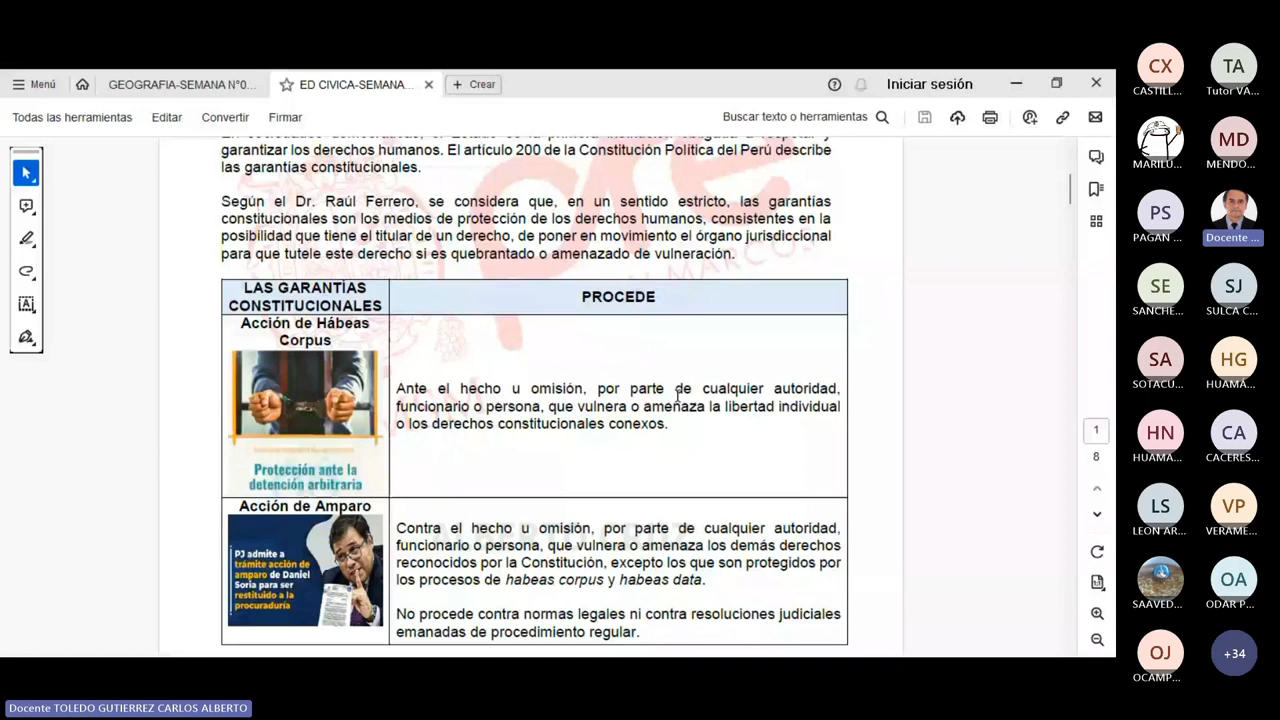 Menú
GEOGRAFIA-SEMANA N°0...
ED CIVICA-SEMANA...
Crear
Iniciar sesión
Todas las herramientas
Editar
Convertir
Firmar
Buscar texto o herramientas
garantizar los derechos humanos. El artículo 200 de la Constitución Política del Perú describe
las garantías constitucionales.
Según el Dr. Raúl Ferrero, se considera que, en un sentido estricto, las garantías
constitucionales son los medios de protección de los derechos humanos, consistentes en la
posibilidad que tiene el titular de un derecho, de poner en movimiento el órgano jurisdiccional
para que tutele este derecho si es quebrantado o amenazado de vulneración.
LAS GARANTÍAS
CONSTITUCIONALES
PROCEDE
Acción de Hábeas
Corpus
Protección ante la
detención arbitraria
Ante el hecho u omisión, por parte de cualquier autoridad,
funcionario o persona, que vulnera o amenaza la libertad individual
o los derechos constitucionales conexos.
Acción de Amparo
PJ admite a
trámite acción de
amparo de Daniel
Soria para ser
restituido a la
procuraduría
Contra el hecho u omisión, por parte de cualquier autoridad,
funcionario o persona, que vulnera o amenaza los demás derechos
reconocidos por la Constitución, excepto los que son protegidos por
los procesos de habeas corpus y habeas data.
No procede contra normas legales ni contra resoluciones judiciales
emanadas de procedimiento regular.
1
8
CX
CASTILL...
TA
Tutor VA...
MARILÚ...
MD
MENDO...
PS
PAGAN ...
Docente ...
SE
SANCHE...
SJ
SULCA C...
SA
SOTACU...
HG
HUAMÁ...
HN
HUAMA...
CA
CACERES...
LS
LEON AR...
VP
VERAME...
SAAVED...
OA
ODAR P...
OJ
OCAMP...
+34
Docente TOLEDO GUTIERREZ CARLOS ALBERTO